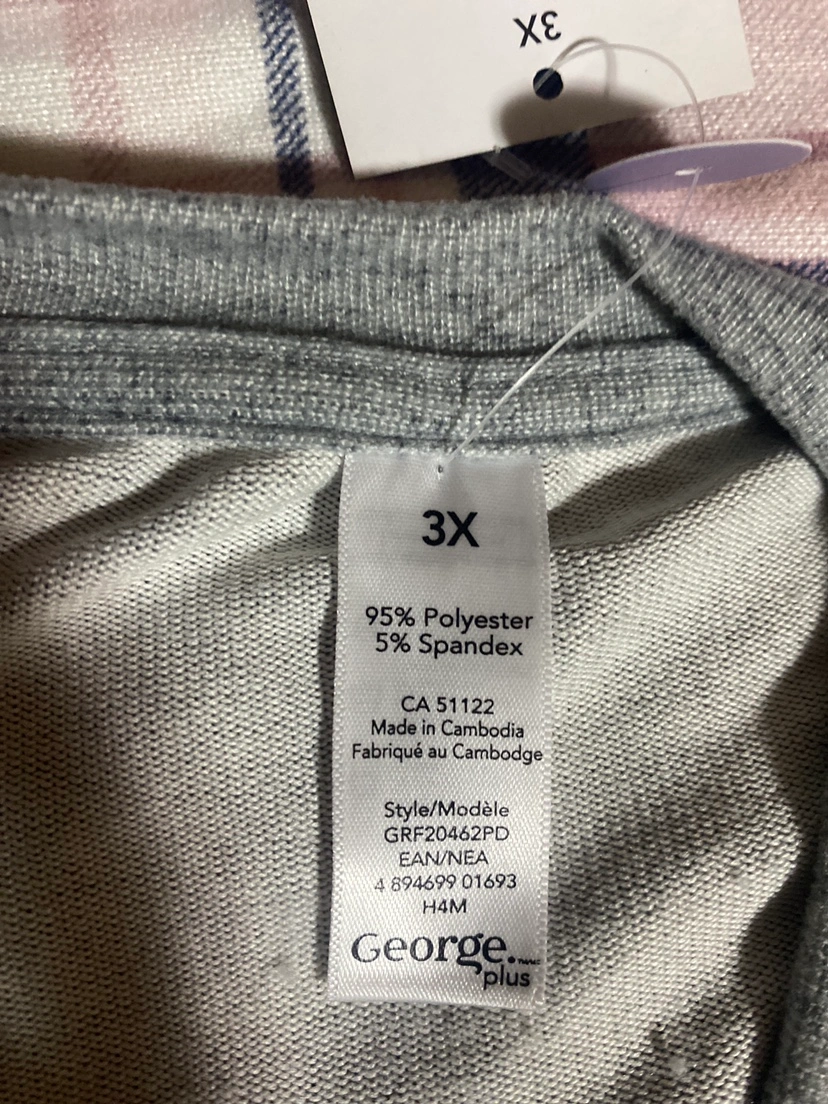 3X
3X
95% Polyester
5% Spandex
CA 51122
Made in Cambodia
Fabriqué au Cambodge
Style/Modèle
GRF20462PD
EAN/NEA
4 894699 01693
H4M
George.
plus